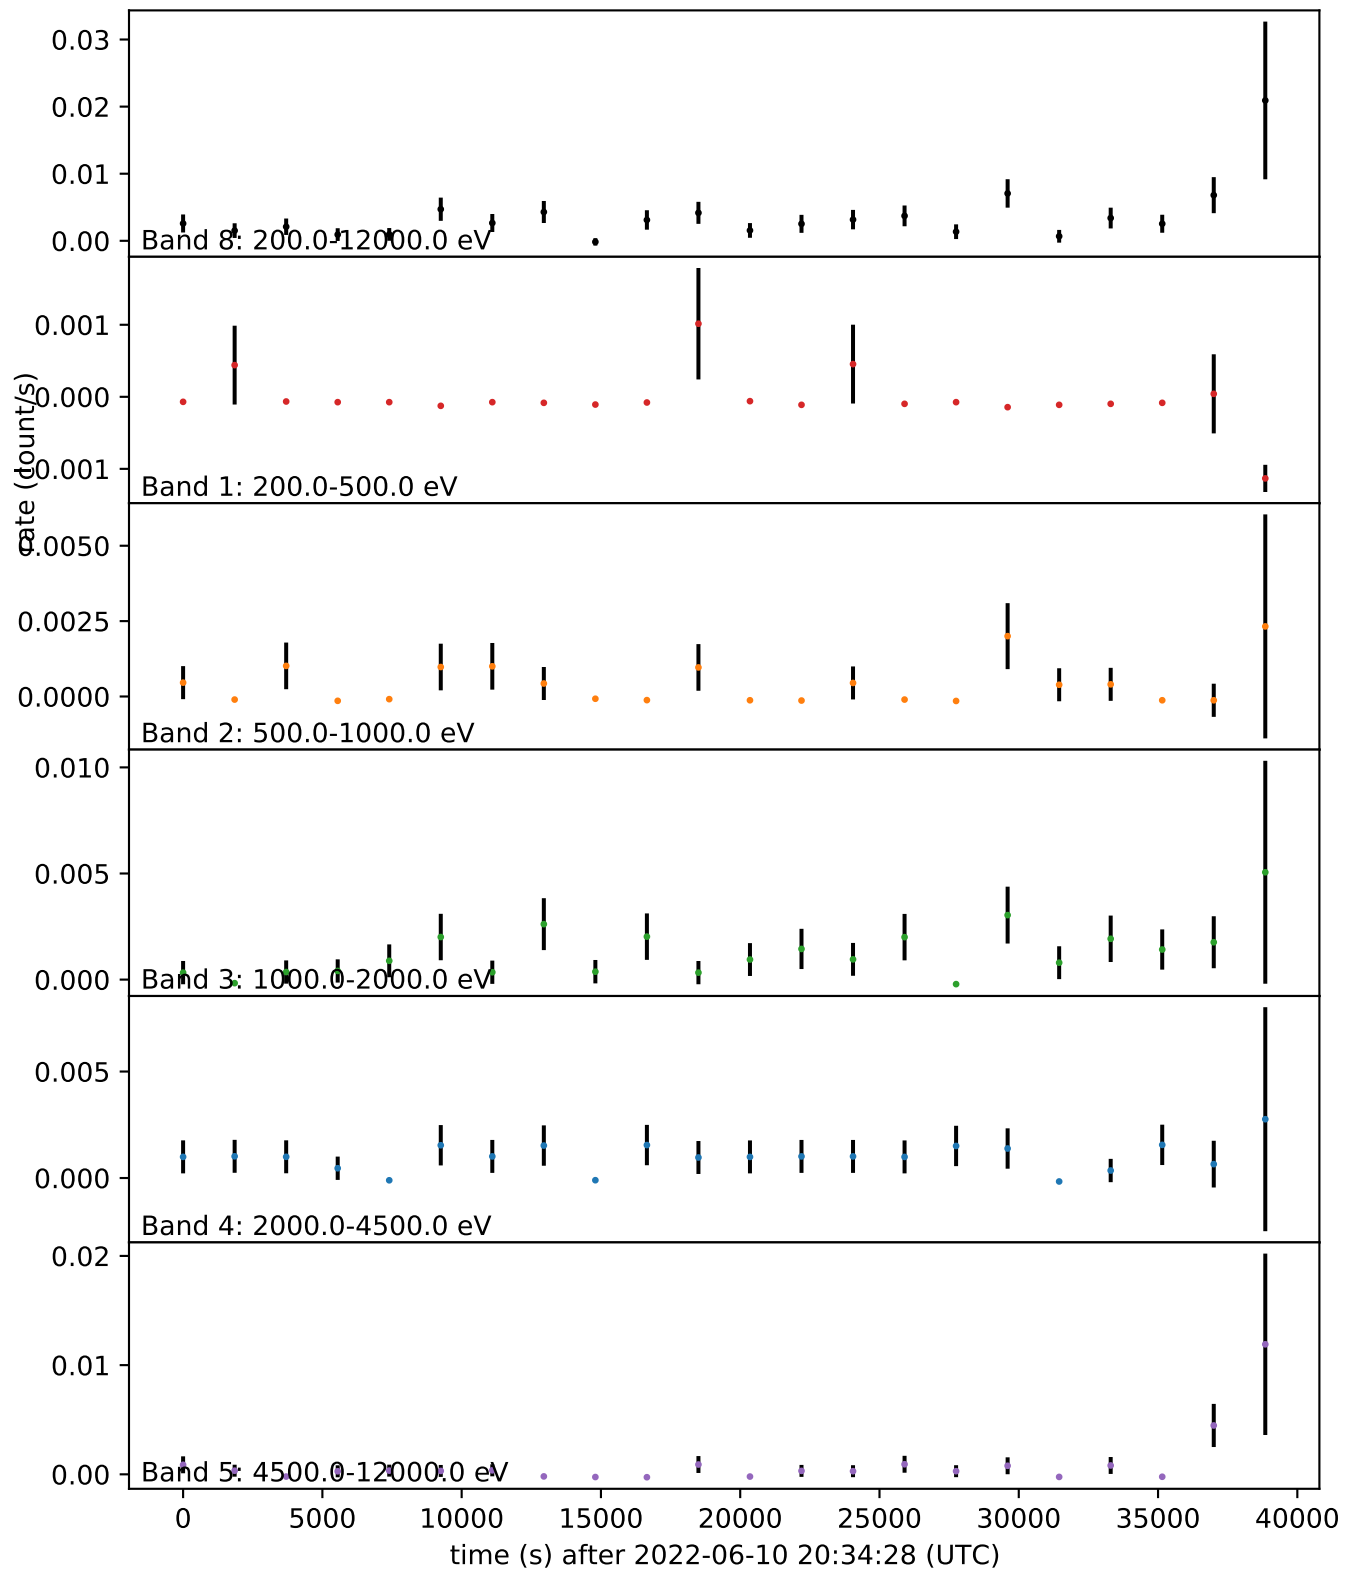 0.03
0.02
0.01
0.00
Band 8: 200.0-12000.0 eV
0.001
0.000
0.001
Band 1: 200.0-500.0 eV
rate (count/s)
0.0050
0.0025
0.0000
Band 2: 500.0-1000.0 eV
0.010
0.005
0.000
Band 3: 1000.0-2000.0 eV
0.005
0.000
Band 4: 2000.0-4500.0 eV
0.02
0.01
0.00
Band 5: 4500.0-12000.0 eV
0 5000 10000 15000 20000 25000 30000 35000 40000
time (s) after 2022-06-10 20:34:28 (UTC)